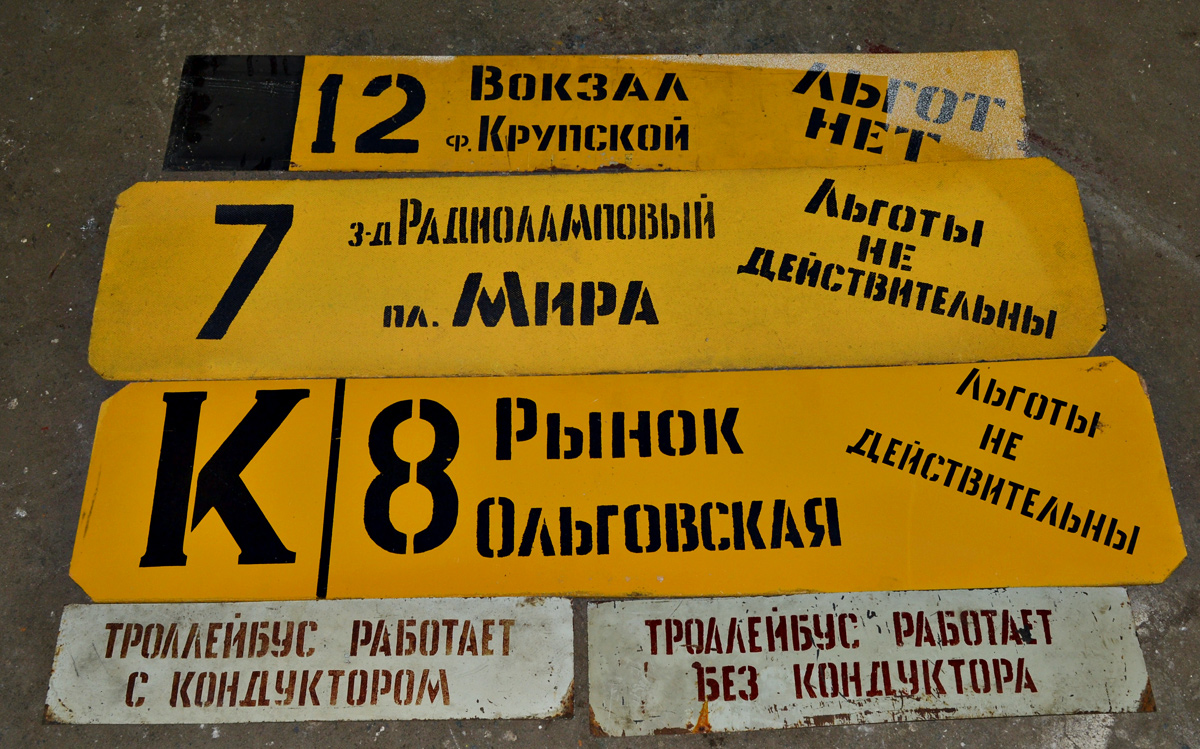 12 Вокзал
ф. Крупской
Льгот
нет
7
з-д Радиоламповый
пл. Мира
Льготы
не
действительны
К 8
Рынок
Ольговская
Льготы
не
действительны
ТРОЛЛЕЙБУС РАБОТАЕТ
С КОНДУКТОРОМ
ТРОЛЛЕЙБУС РАБОТАЕТ
БЕЗ КОНДУКТОРА